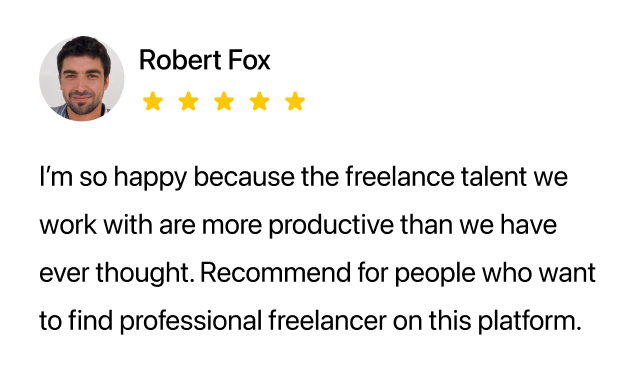 Robert Fox
I’m so happy because the freelance talent we
work with are more productive than we have
ever thought. Recommend for people who want
to find professional freelancer on this platform.